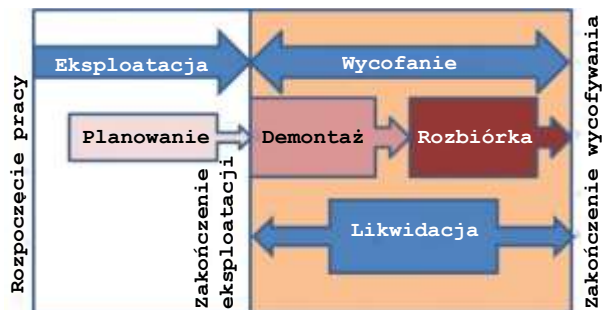 Rozpoczęcie pracy
Eksploatacja
Wycofanie
Planowanie
Demontaż
Rozbiórka
Zakończenie
eksploatacji
Likwidacja
Zakończenie wycofywania